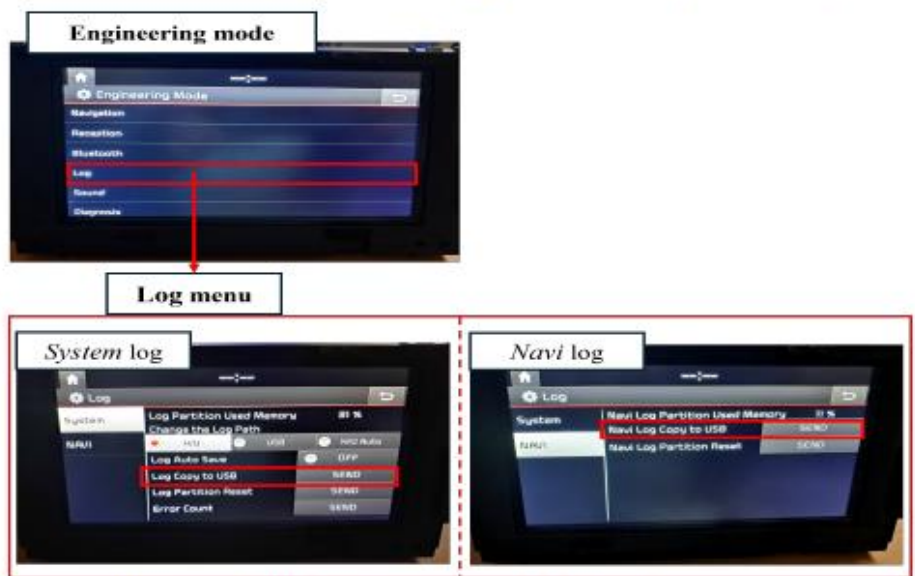 Engineering mode
--:--
Engineering Mode
Navigation
Reception
Bluetooth
Log
Sound
Diagnosis
Log menu
System log
--:--
Log
System
NAVI
Log Partition Used Memory 81 %
Change the Log Path
H/U USB H/U Auto
Log Auto Save OFF
Log Copy to USB SEND
Log Partition Reset SEND
Error Count SEND
Navi log
--:--
Log
System
NAVI
Navi Log Partition Used Memory %
Navi Log Copy to USB SEND
Navi Log Partition Reset SEND